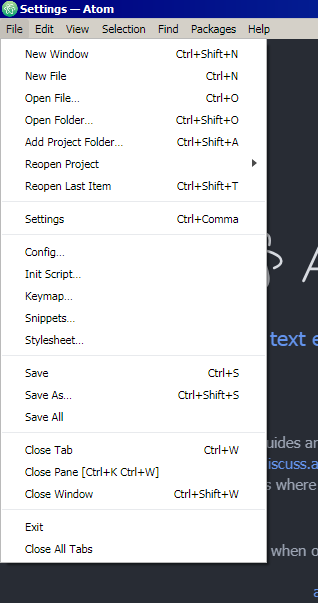 Settings — Atom
File Edit View Selection Find Packages Help
New Window Ctrl+Shift+N
New File Ctrl+N
Open File... Ctrl+O
Open Folder... Ctrl+Shift+O
Add Project Folder... Ctrl+Shift+A
Reopen Project
Reopen Last Item Ctrl+Shift+T
Settings Ctrl+Comma
Config...
Init Script...
Keymap...
Snippets...
Stylesheet...
text e
Save Ctrl+S
Save As... Ctrl+Shift+S
Save All
uides ar
Close Tab Ctrl+W
iscuss.a
Close Pane [Ctrl+K Ctrl+W]
s where
Close Window Ctrl+Shift+W
Exit
Close All Tabs
when o